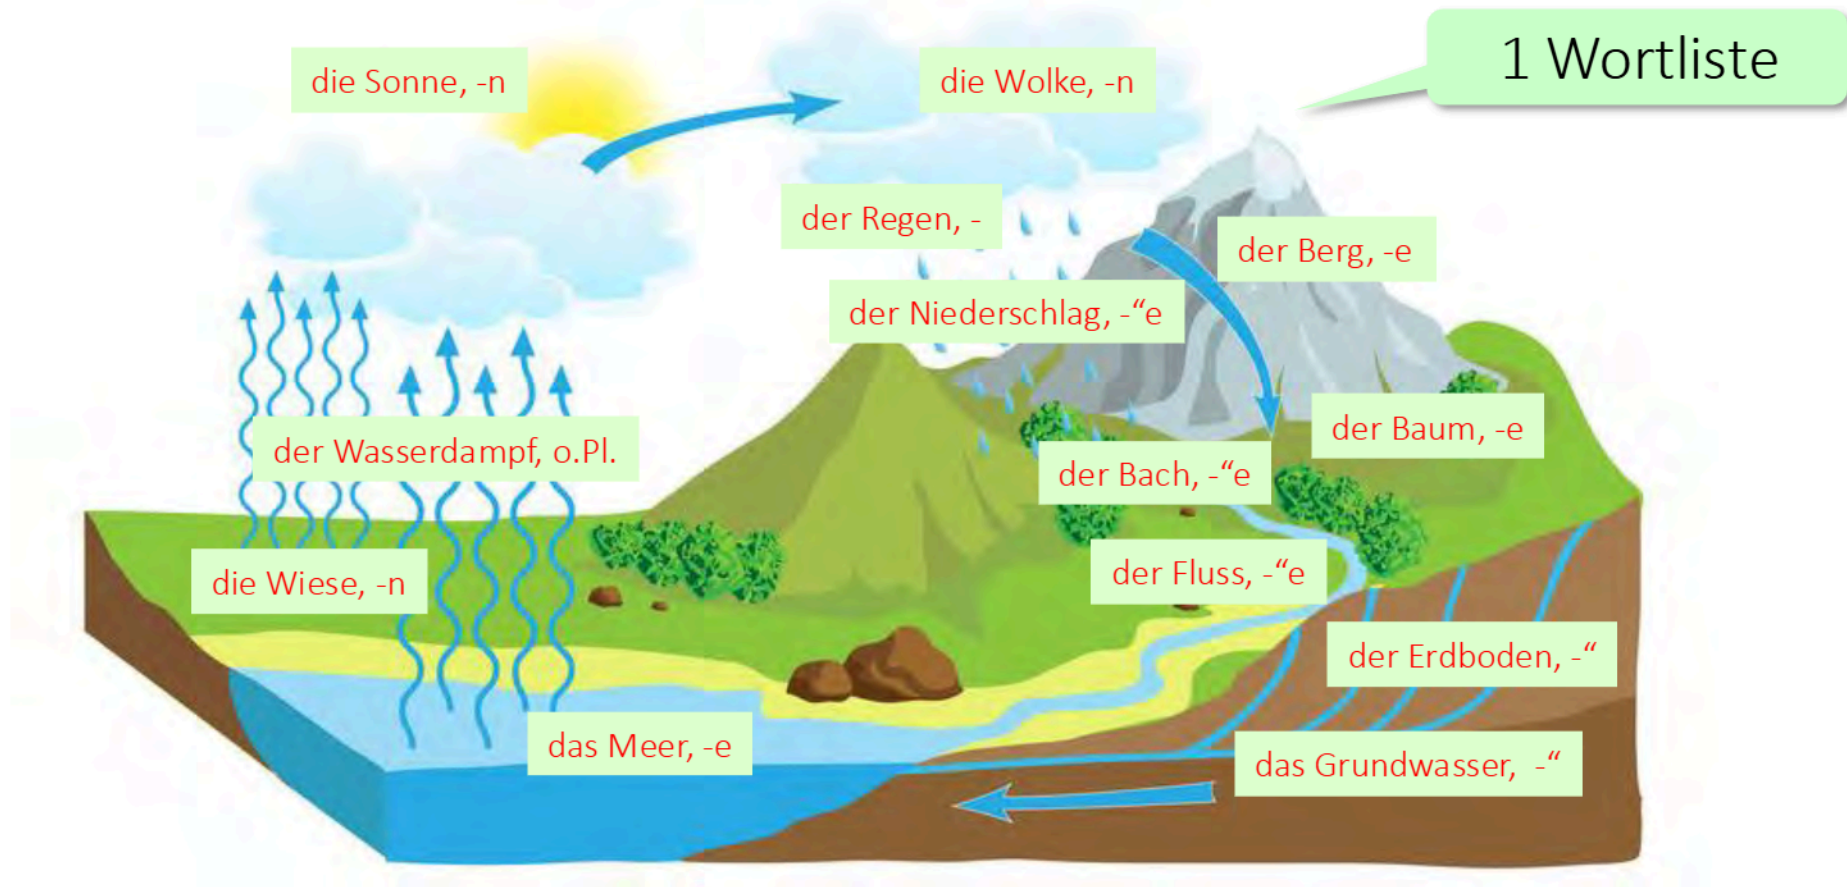 1 Wortliste
die Sonne, -n
die Wolke, -n
der Regen, -
der Berg, -e
der Niederschlag, -“e
der Baum, -e
der Wasserdampf, o.Pl.
der Bach, -“e
der Fluss, -“e
die Wiese, -n
der Erdboden, -“
das Meer, -e
das Grundwasser, -“